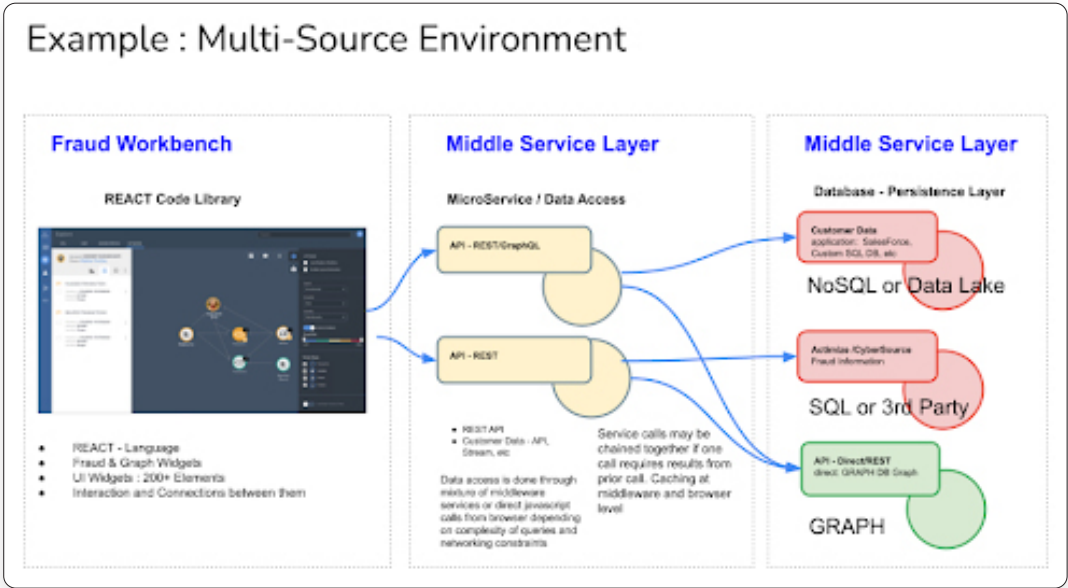 Example : Multi-Source Environment
Fraud Workbench
REACT Code Library
REACT - Language
Fraud & Graph Widgets
UI Widgets : 200+ Elements
Interaction and Connections between them
Middle Service Layer
MicroService / Data Access
API - REST/GraphQL
API - REST
REST API
Customer Data - API,
Stream, etc
Data access is done through
mixture of middleware
services or direct javascript
calls from browser depending
on complexity of queries and
networking constraints
Service calls may be
chained together if one
call requires results from
prior call. Caching at
middleware and browser
level
Middle Service Layer
Database - Persistence Layer
Customer Data
application: SalesForce,
Custom SQL DB, etc
NoSQL or Data Lake
Actimize /CyberSource
Fraud Information
SQL or 3rd Party
API - Direct/REST
direct: GRAPH DB Graph
GRAPH